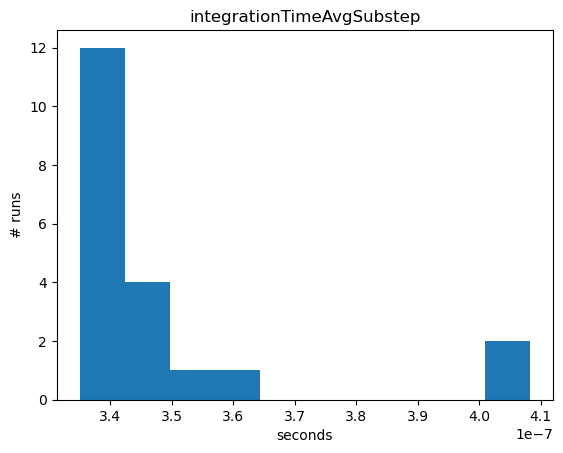 integrationTimeAvgSubstep
# runs
12
10
8
6
4
2
0
3.4 3.5 3.6 3.7 3.8 3.9 4.0 4.1
1e−7
seconds